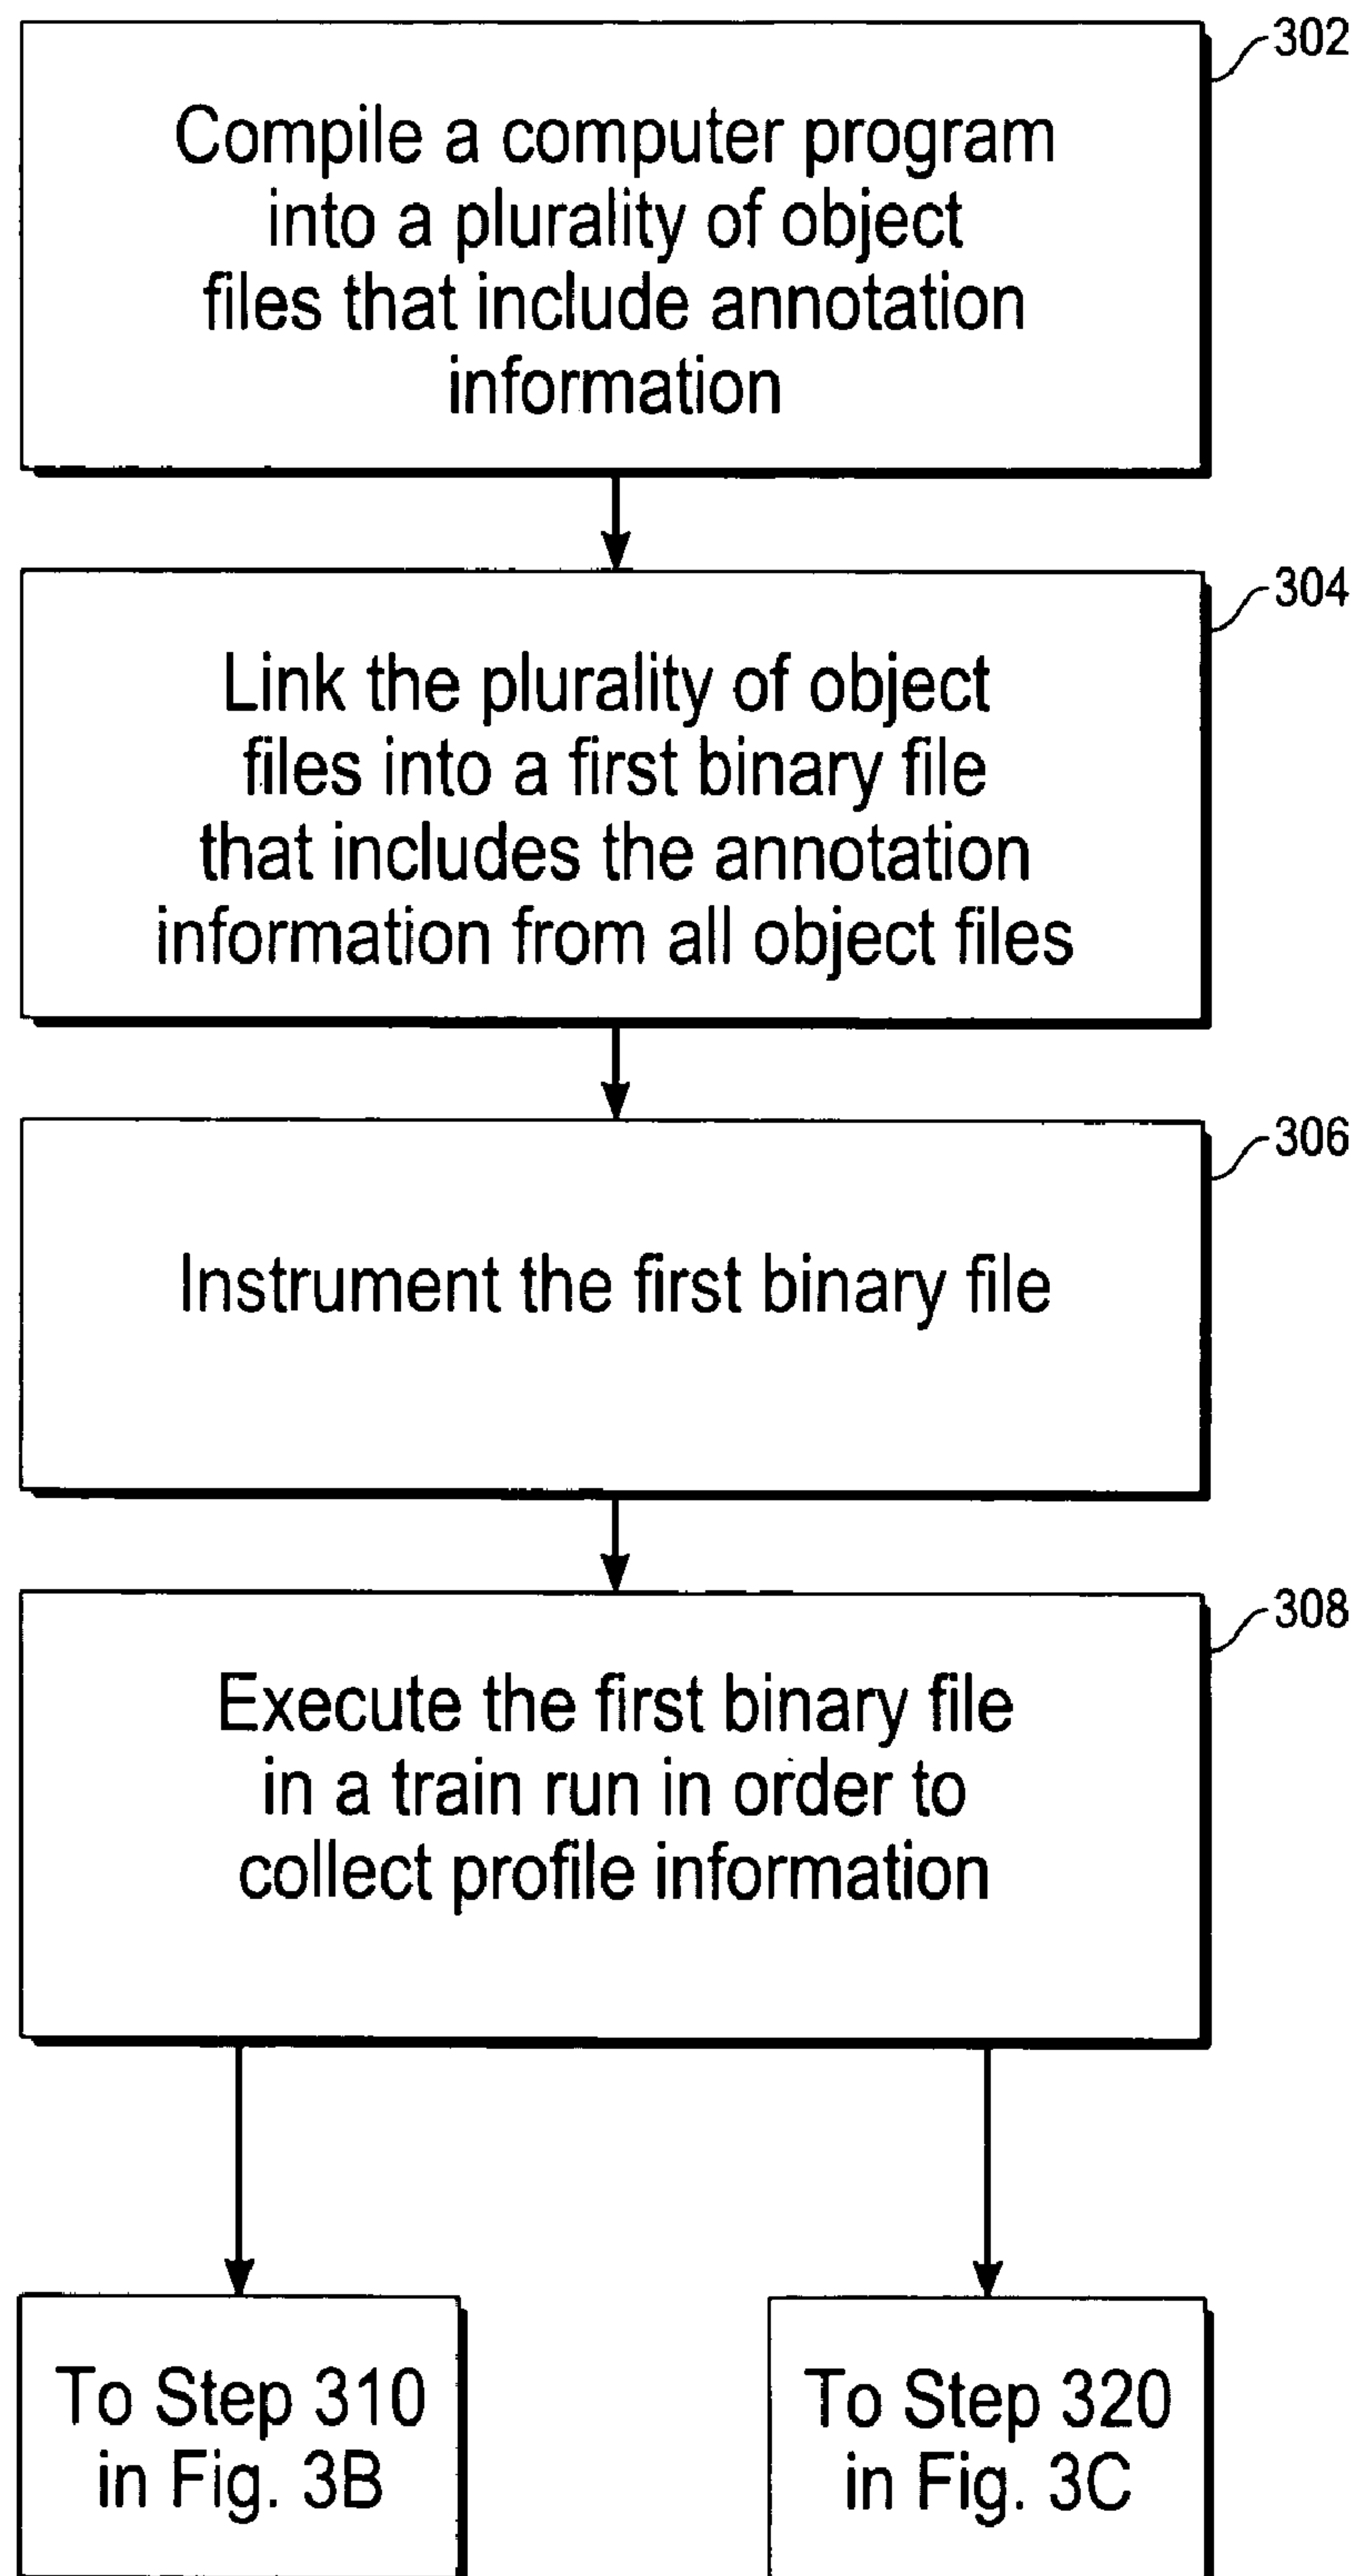 302
Compile a computer program
into a plurality of object
files that include annotation
information
304
Link the plurality of object
files into a first binary file
that includes the annotation
information from all object files
306
Instrument the first binary file
308
Execute the first binary file
in a train run in order to
collect profile information
To Step 310
in Fig. 3B
To Step 320
in Fig. 3C